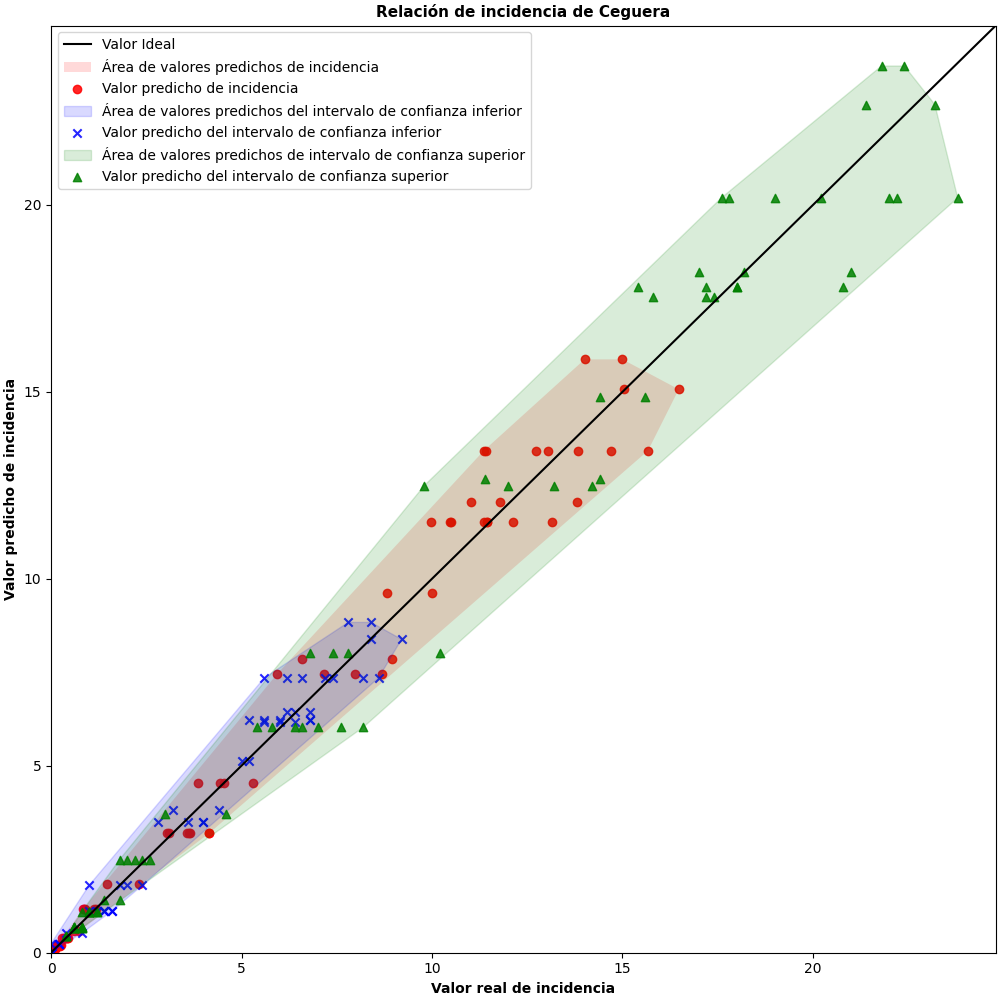 Relación de incidencia de Ceguera
Valor Ideal
Área de valores predichos de incidencia
Valor predicho de incidencia
Área de valores predichos del intervalo de confianza inferior
Valor predicho del intervalo de confianza inferior
Área de valores predichos de intervalo de confianza superior
Valor predicho del intervalo de confianza superior
Valor predicho de incidencia
20
15
10
5
0
0 5 10 15 20
Valor real de incidencia